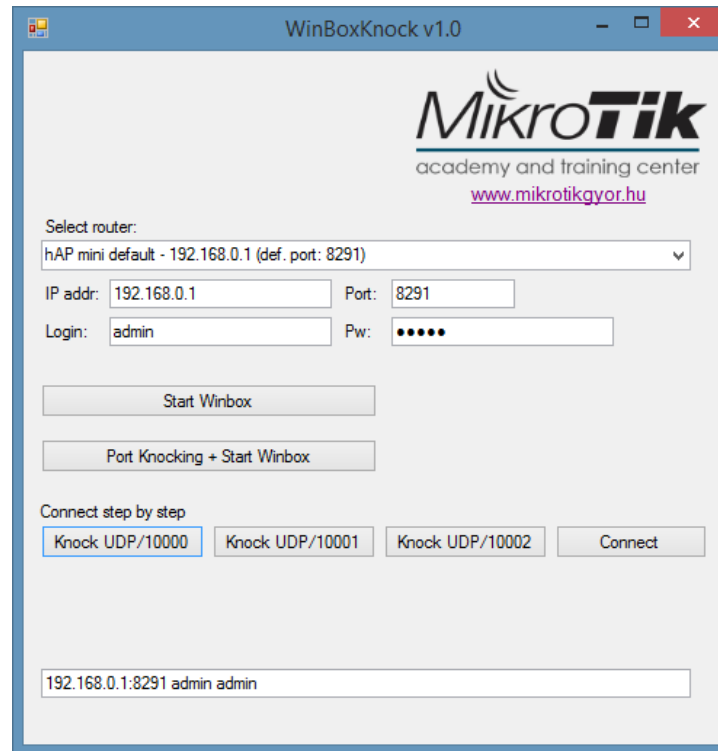 WinBoxKnock v1.0
MikroTik
academy and training center
www.mikrotikgyor.hu
Select router:
hAP mini default - 192.168.0.1 (def. port: 8291)
IP addr: 192.168.0.1 Port: 8291
Login: admin Pw: •••••
Start Winbox
Port Knocking + Start Winbox
Connect step by step
Knock UDP/10000 Knock UDP/10001 Knock UDP/10002 Connect
192.168.0.1:8291 admin admin